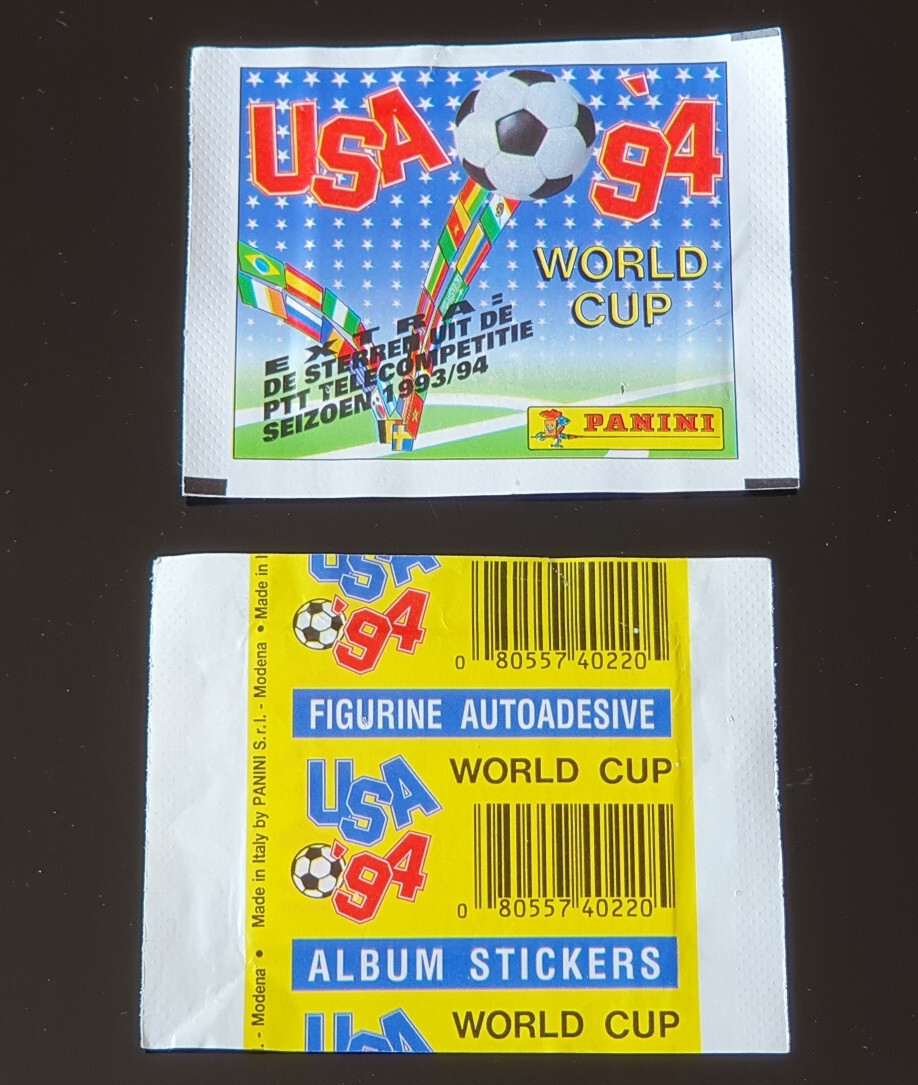 USA '94
WORLD
CUP
EXTRA:
DE STERREN UIT DE
PTT TELECOMPETITIE
SEIZOEN 1993/94
PANINI
USA
'94
0 80557 40220
FIGURINE AUTOADESIVE
USA
WORLD CUP
'94
0 80557 40220
ALBUM STICKERS
USA
WORLD CUP
. - Modena • Made in Italy by PANINI S.r.l. - Modena • Made in I